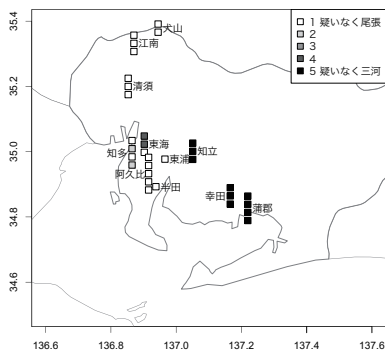 35.4
35.2
35.0
34.8
34.6
136.6 136.8 137.0 137.2 137.4 137.6
1 疑いなく尾張
2
3
4
5 疑いなく三河
犬山
江南
清須
東海
知多
東浦
知立
阿久比
半田
幸田
蒲郡